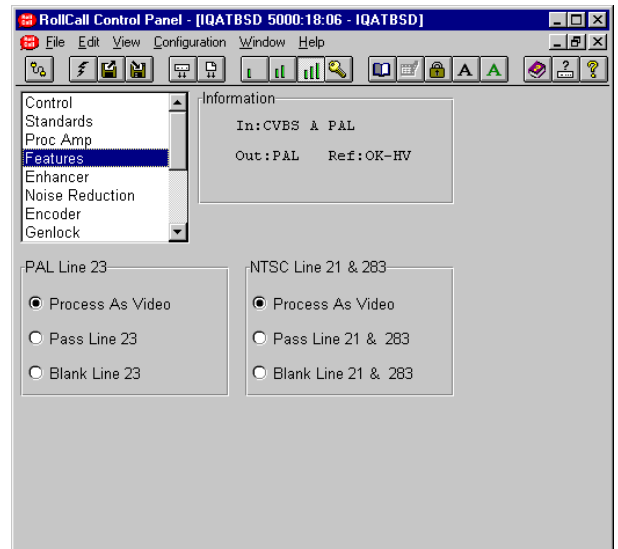 RollCall Control Panel - [IQATBSD 5000:18:06 - IQATBSD]
File Edit View Configuration Window Help
A A
Control
Standards
Proc Amp
Features
Enhancer
Noise Reduction
Encoder
Genlock
Information
In:CVBS A PAL
Out:PAL Ref:OK-HV
PAL Line 23
Process As Video
Pass Line 23
Blank Line 23
NTSC Line 21 & 283
Process As Video
Pass Line 21 & 283
Blank Line 21 & 283